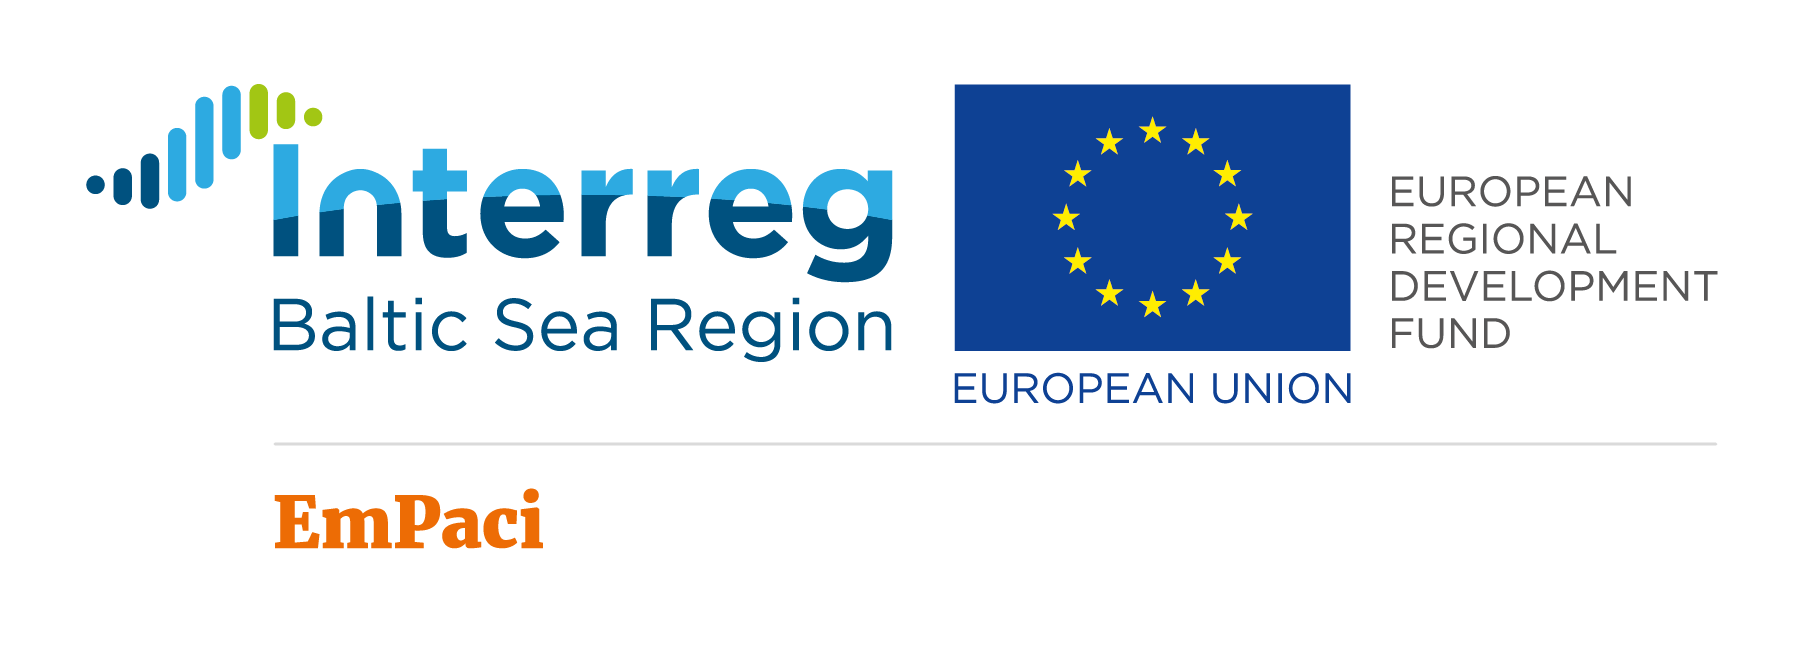 Interreg
Baltic Sea Region
EUROPEAN UNION
EUROPEAN
REGIONAL
DEVELOPMENT
FUND
EmPaci